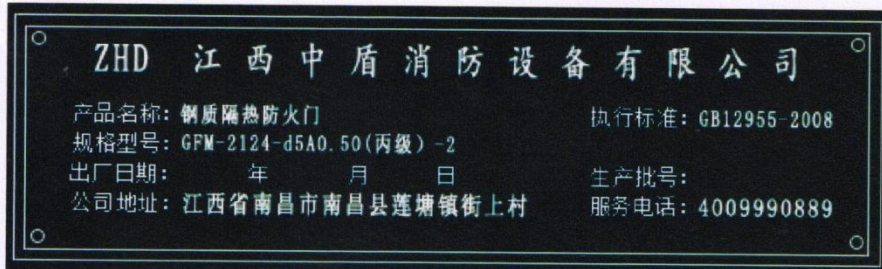 ZHD 江西中盾消防设备有限公司
产品名称：钢质隔热防火门 执行标准：GB12955-2008
规格型号：GFM-2124-d5A0.50(丙级）-2
出厂日期： 年 月 日 生产批号：
公司地址：江西省南昌市南昌县莲塘镇街上村 服务电话：4009990889